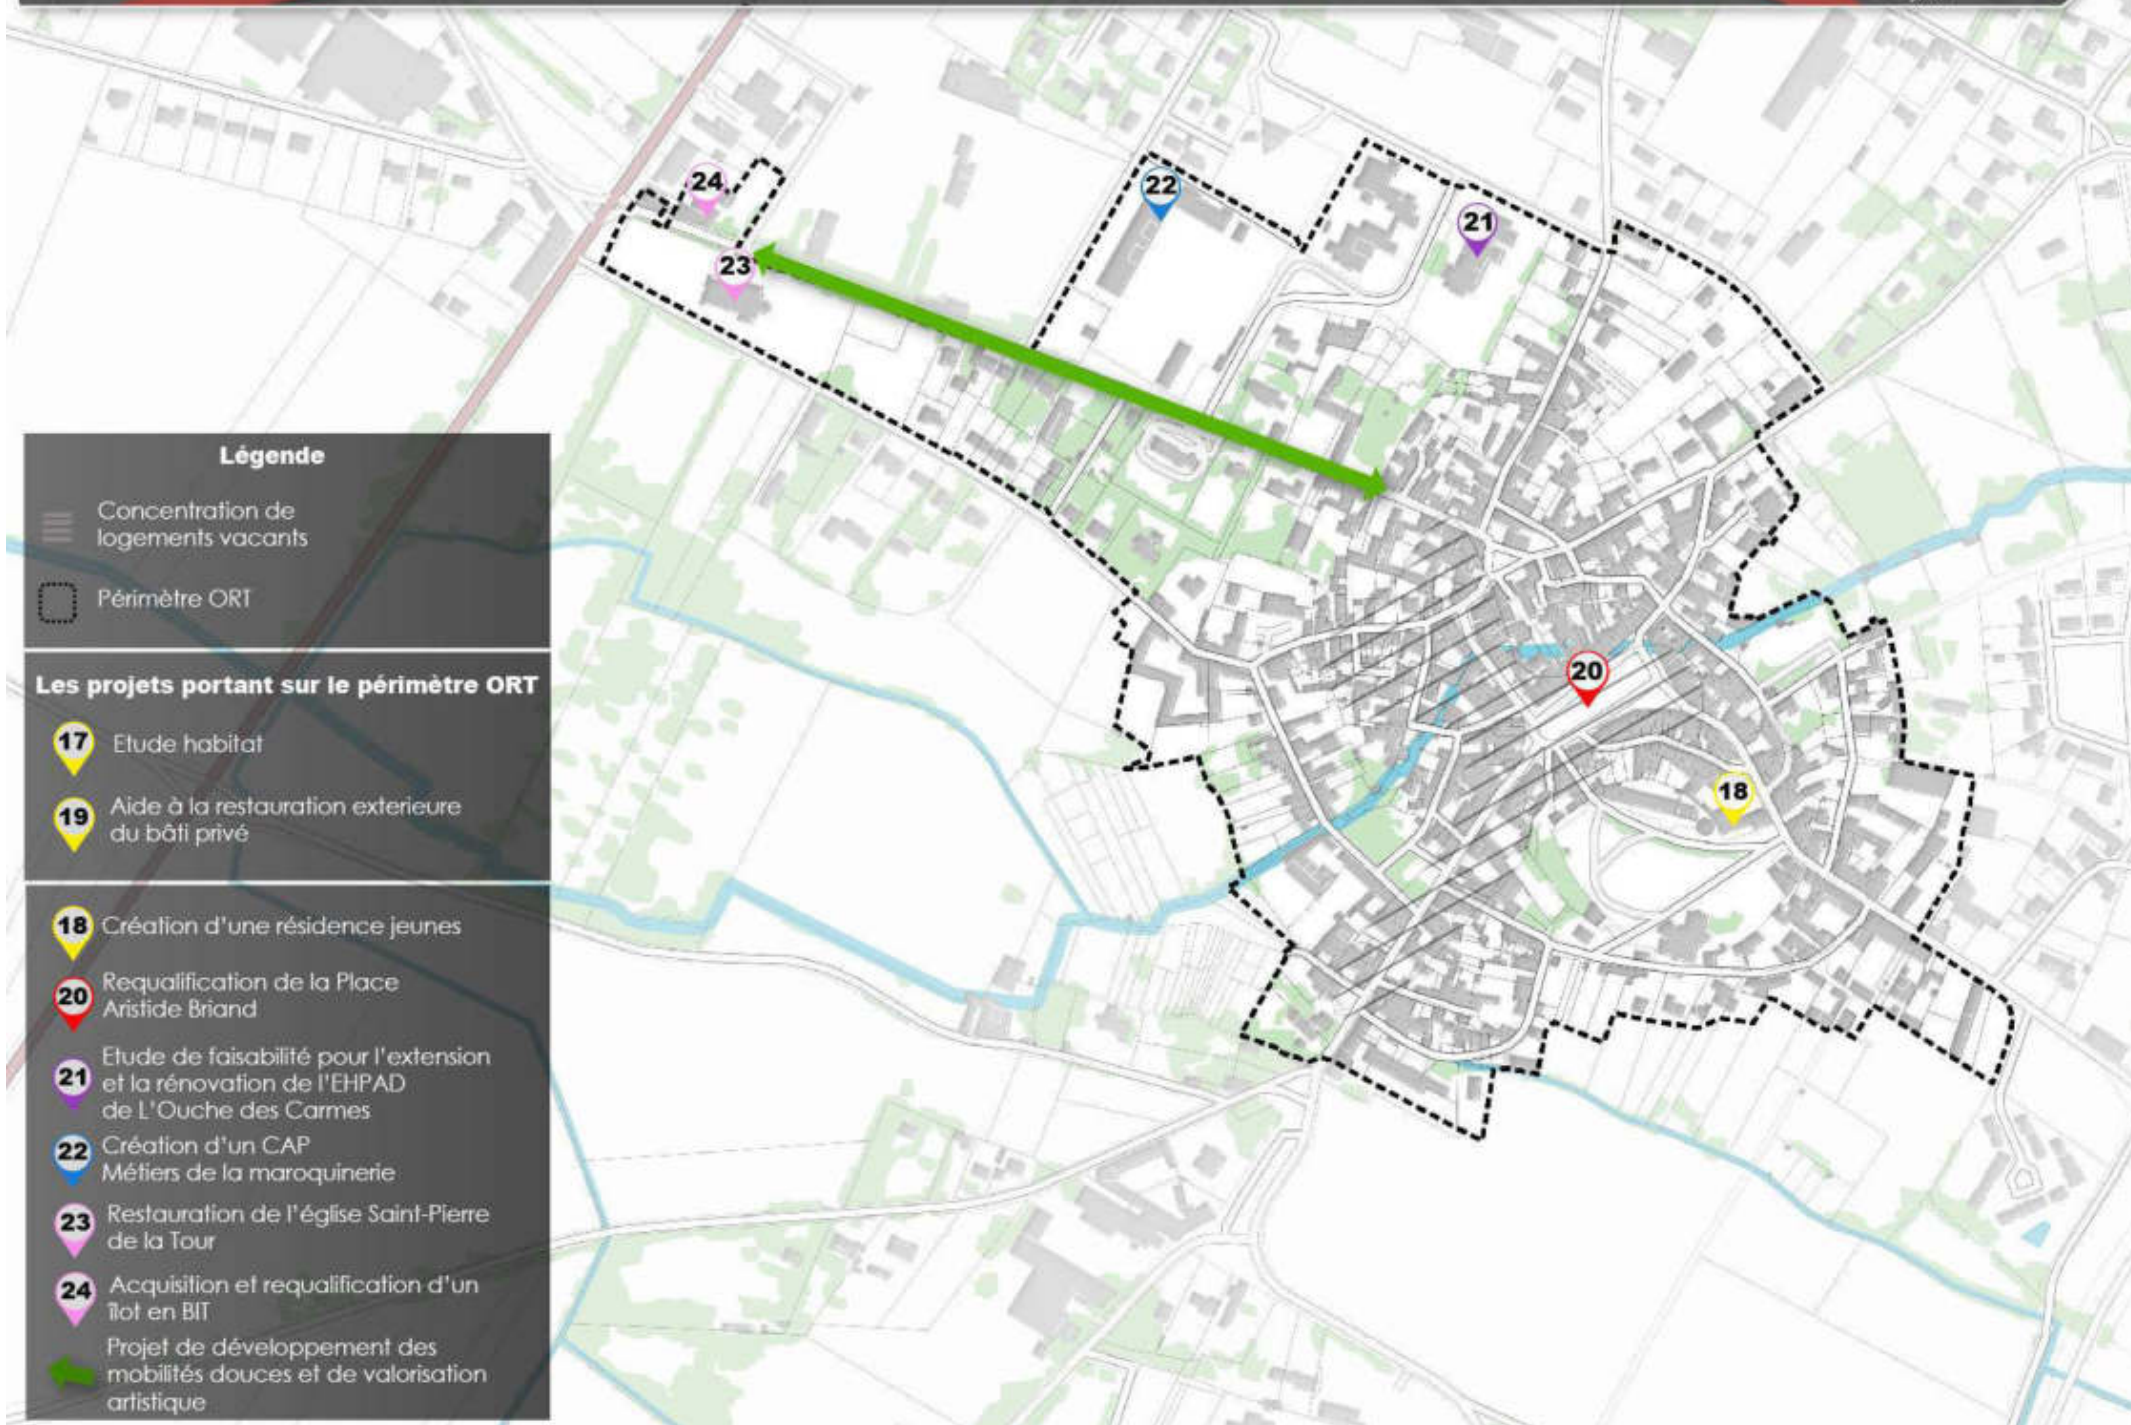 24
22
21
23
20
18
Légende
Concentration de
logements vacants
Périmètre ORT
Les projets portant sur le périmètre ORT
17 Etude habitat
19 Aide à la restauration exterieure
du bâti privé
18 Création d'une résidence jeunes
20 Requalification de la Place
Aristide Briand
21 Etude de faisabilité pour l'extension
et la rénovation de l'EHPAD
de L'Ouche des Carmes
22 Création d'un CAP
Métiers de la maroquinerie
23 Restauration de l'église Saint-Pierre
de la Tour
24 Acquisition et requalification d'un
îlot en BIT
Projet de développement des
mobilités douces et de valorisation
artistique